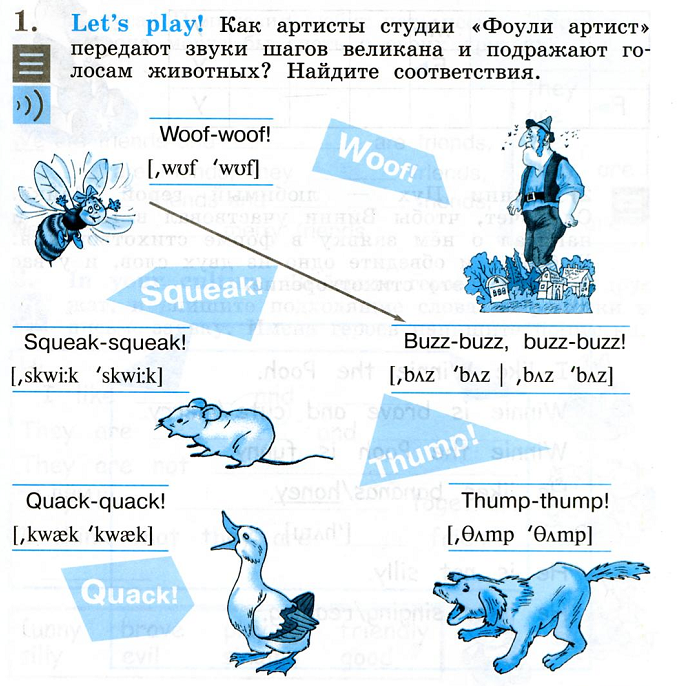 1. Let's play! Как артисты студии «Фоули артист»
передают звуки шагов великана и подражают го-
лосам животных? Найдите соответствия.
Woof-woof!
[ˌwʊf ˈwʊf]
Woof!
Squeak!
Squeak-squeak!
[ˌskwiːk ˈskwiːk]
Buzz-buzz, buzz-buzz!
[ˌbʌz ˈbʌz | ˌbʌz ˈbʌz]
Thump!
Quack-quack!
[ˌkwæk ˈkwæk]
Thump-thump!
[ˌθʌmp ˈθʌmp]
Quack!